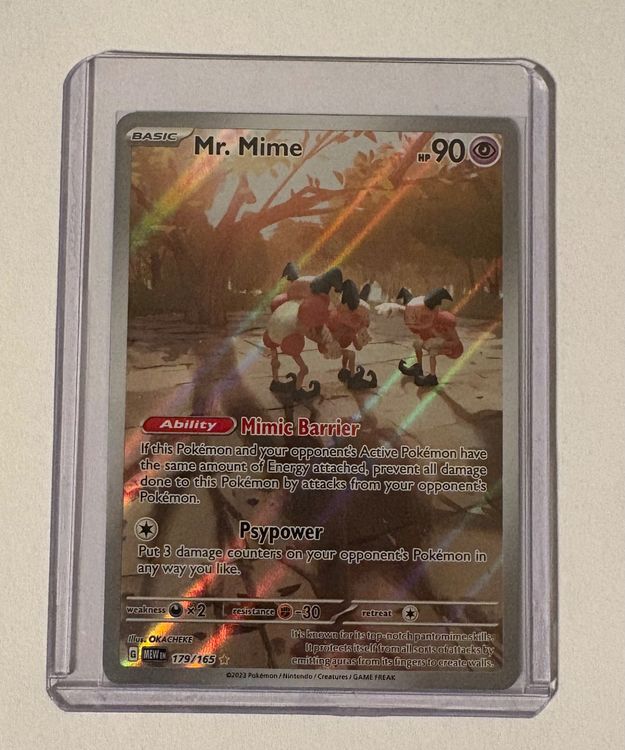 BASIC
Mr. Mime
HP 90
Ability Mimic Barrier
If this Pokémon and your opponent's Active Pokémon have
the same amount of Energy attached, prevent all damage
done to this Pokémon by attacks from your opponent's
Pokémon.
Psypower
Put 3 damage counters on your opponent's Pokémon in
any way you like.
weakness ×2 resistance -30 retreat
Illus. OKACHEKE
G MEW EN 179/165
It's known for its top-notch pantomime skills.
It protects itself from all sorts of attacks by
emitting auras from its fingers to create walls.
©2023 Pokémon / Nintendo / Creatures / GAME FREAK